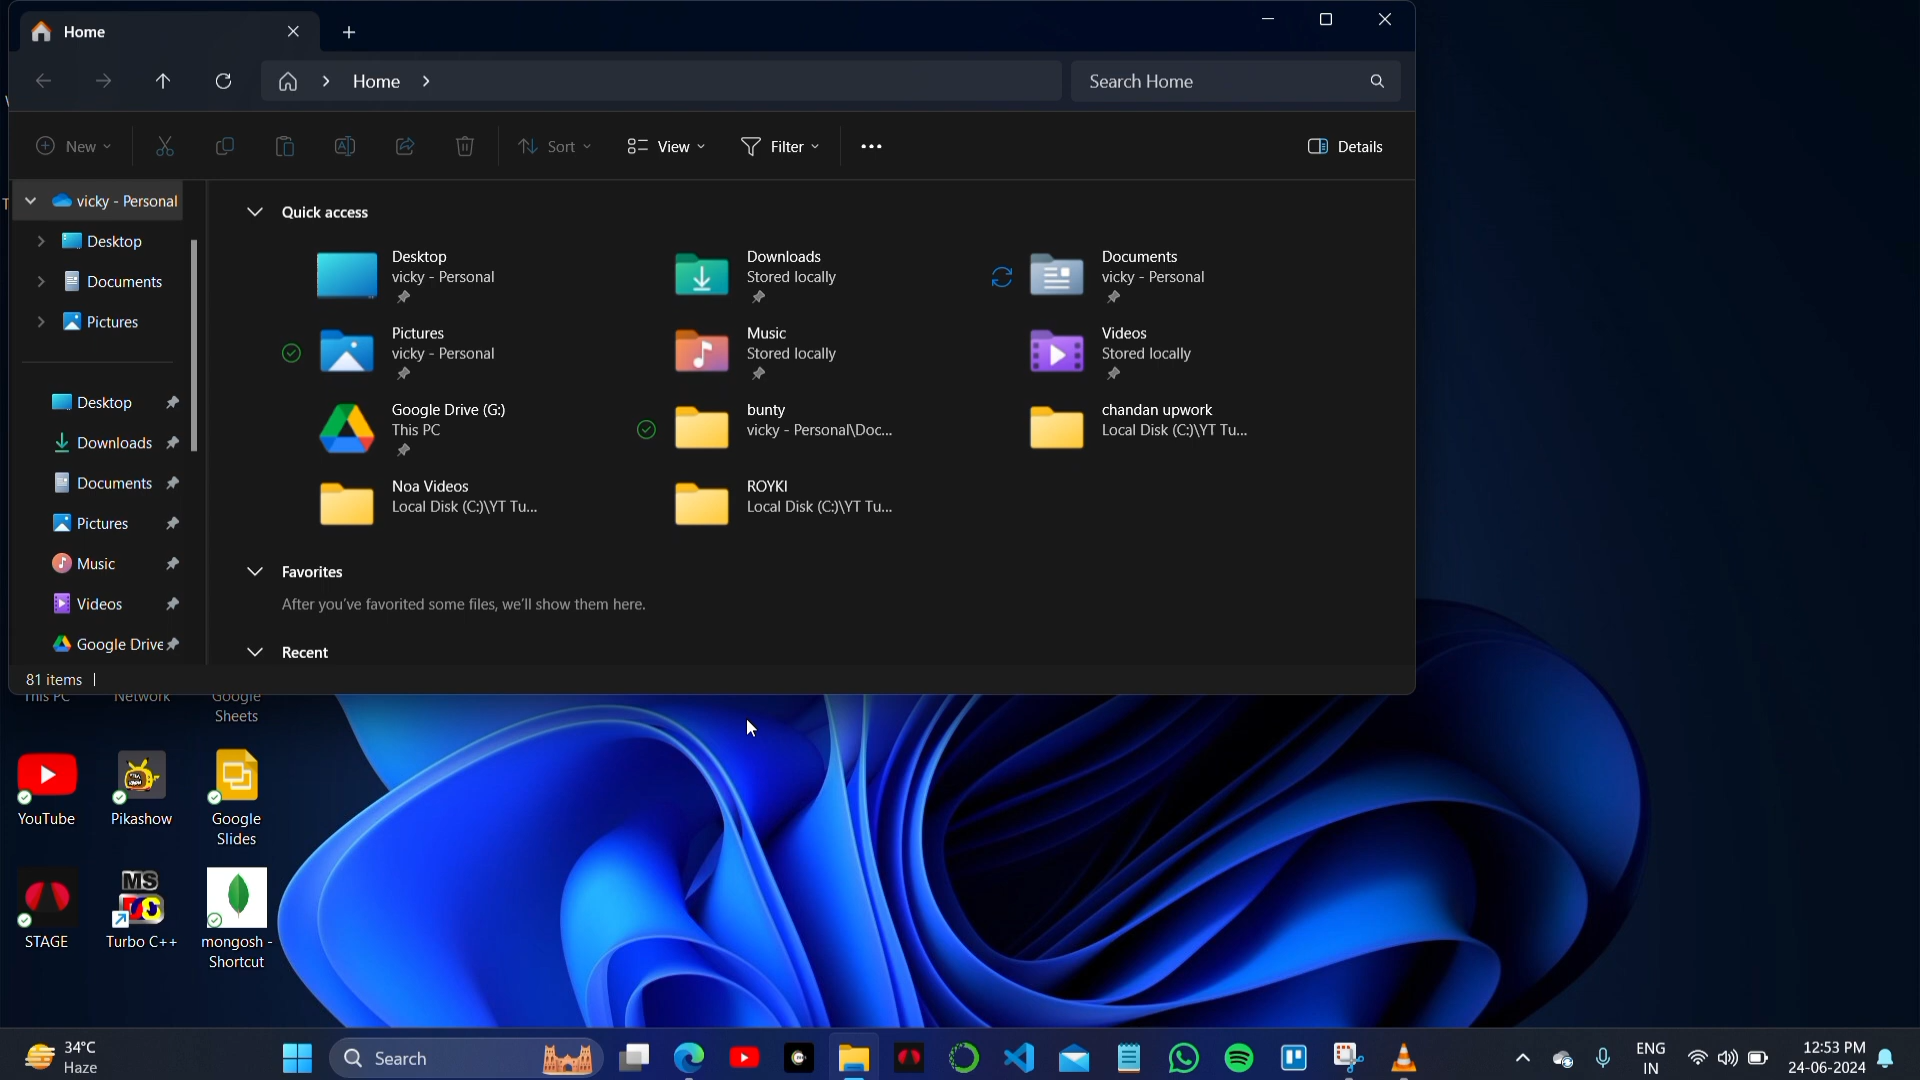 Home
Home
Search Home
New
Sort
View
Filter
Details
vicky - Personal
Desktop
Documents
Pictures
Desktop
Downloads
Documents
Pictures
Music
Videos
Google Drive
Quick access
Desktop
vicky - Personal
Downloads
Stored locally
Documents
vicky - Personal
Pictures
vicky - Personal
Music
Stored locally
Videos
Stored locally
Google Drive (G:)
This PC
bunty
vicky - Personal\Doc...
chandan upwork
Local Disk (C:)\YT Tu...
Noa Videos
Local Disk (C:)\YT Tu...
ROYKI
Local Disk (C:)\YT Tu...
Favorites
After you've favorited some files, we'll show them here.
Recent
81 items
This PC
Network
Google
Sheets
YouTube
Pikashow
Google
Slides
STAGE
MS
Turbo C++
mongosh -
Shortcut
34°C
Haze
Search
ENG
IN
12:53 PM
24-06-2024